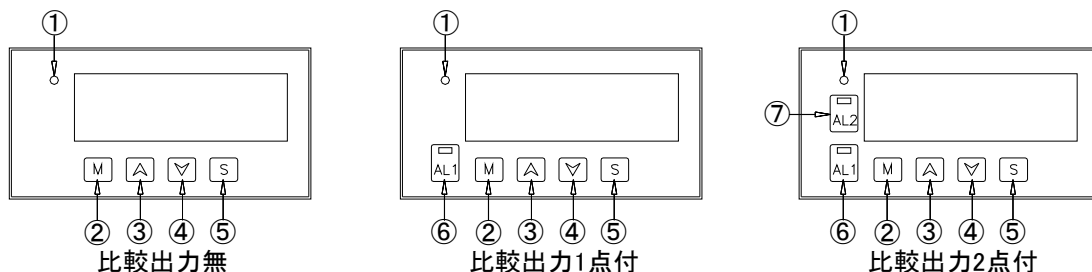 ① ① ①
⑦ AL2
M S AL1 M S AL1 M S
② ③ ④ ⑤ ⑥ ② ③ ④ ⑤ ⑥ ② ③ ④ ⑤
比較出力無 比較出力1点付 比較出力2点付